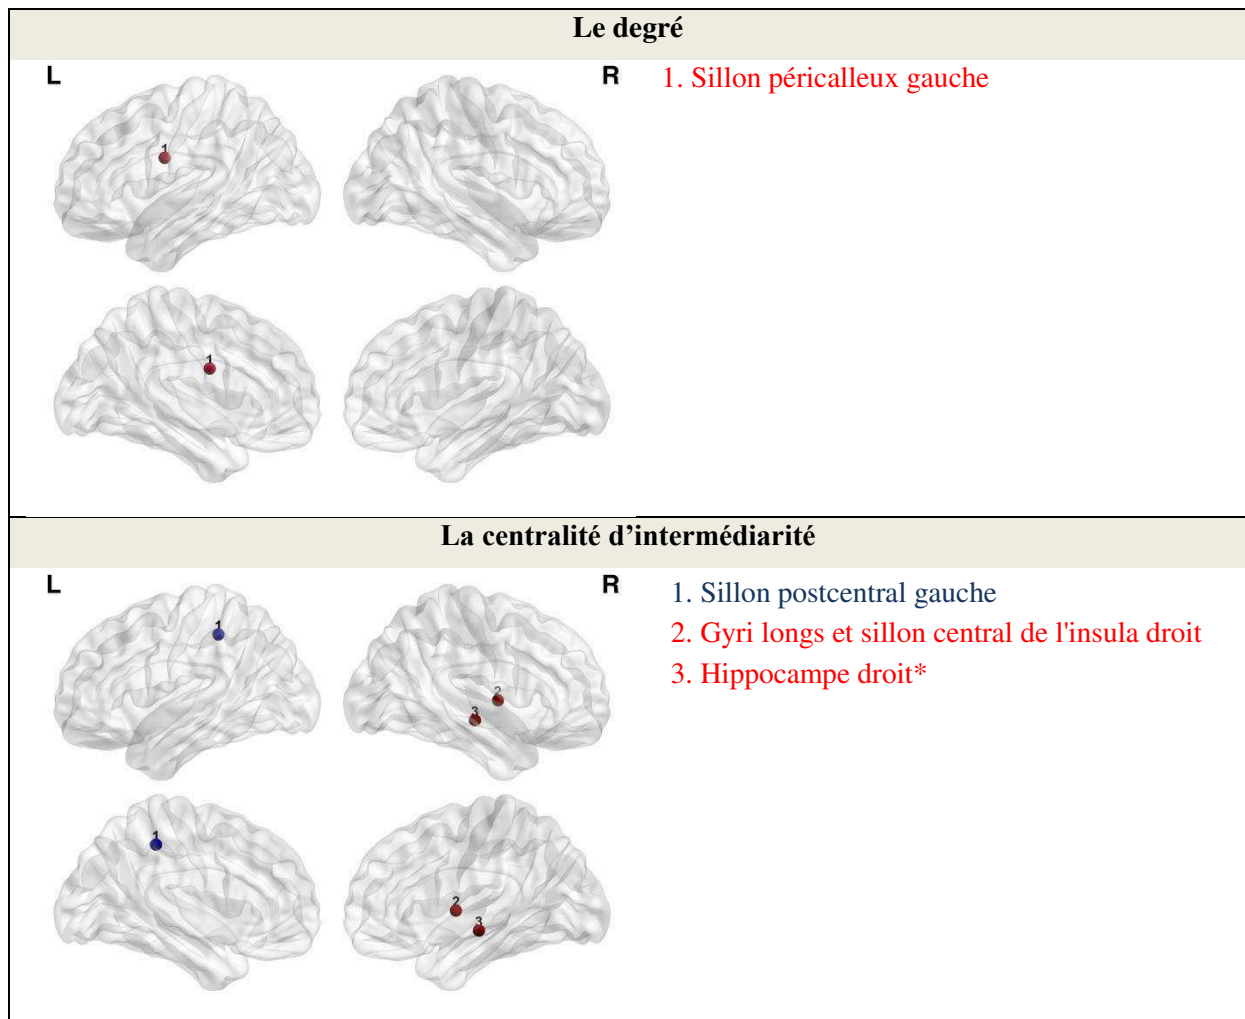 Le degré
L
R
1. Sillon péricalleux gauche
1
1
La centralité d’intermédiarité
L
R
1. Sillon postcentral gauche
2. Gyri longs et sillon central de l'insula droit
3. Hippocampe droit*
1
2
3
1
2
3